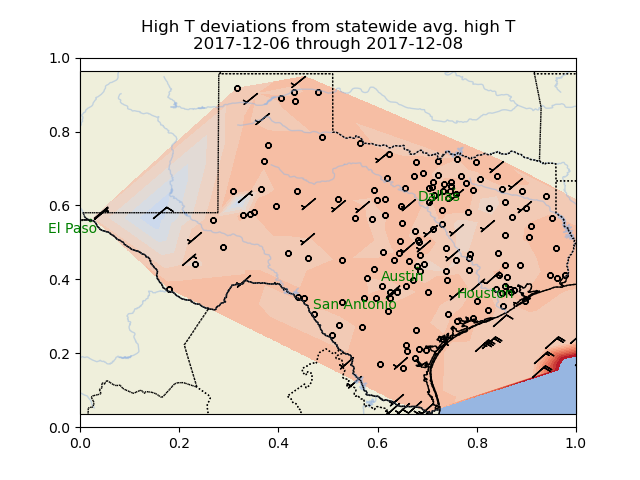 High T deviations from statewide avg. high T
2017-12-06 through 2017-12-08
1.0
0.8
0.6
0.4
0.2
0.0
Dallas
El Paso
Austin
Houston
San Antonio
0.0
0.2
0.4
0.6
0.8
1.0